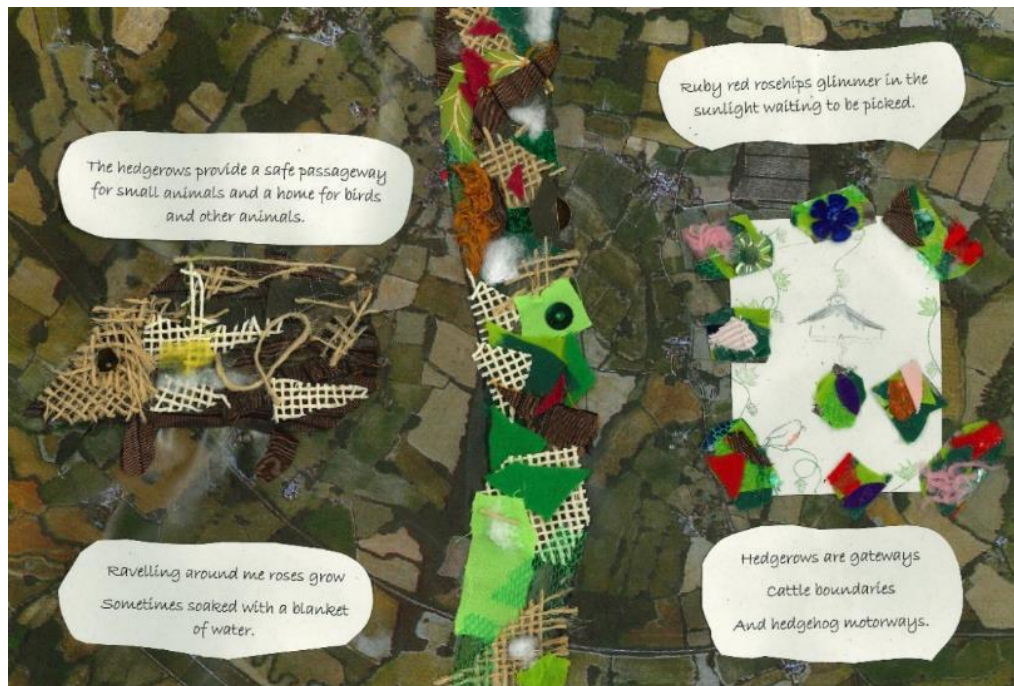 The hedgerows provide a safe passageway
for small animals and a home for birds
and other animals.
Ruby red rosehips glimmer in the
sunlight waiting to be picked.
Ravelling around me roses grow
Sometimes soaked with a blanket
of water.
Hedgerows are gateways
Cattle boundaries
And hedgehog motorways.